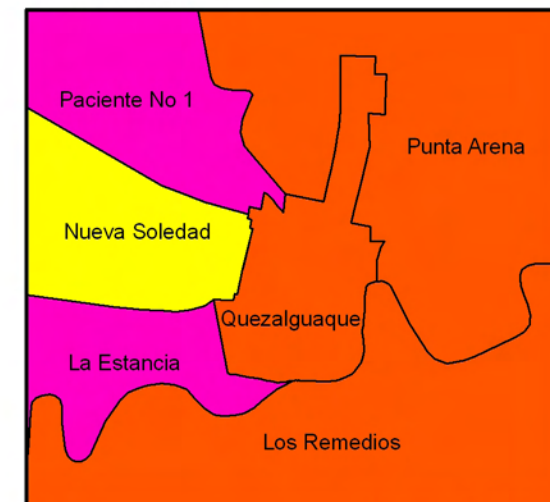 Paciente No 1
Punta Arena
Nueva Soledad
Quezalguaque
La Estancia
Los Remedios